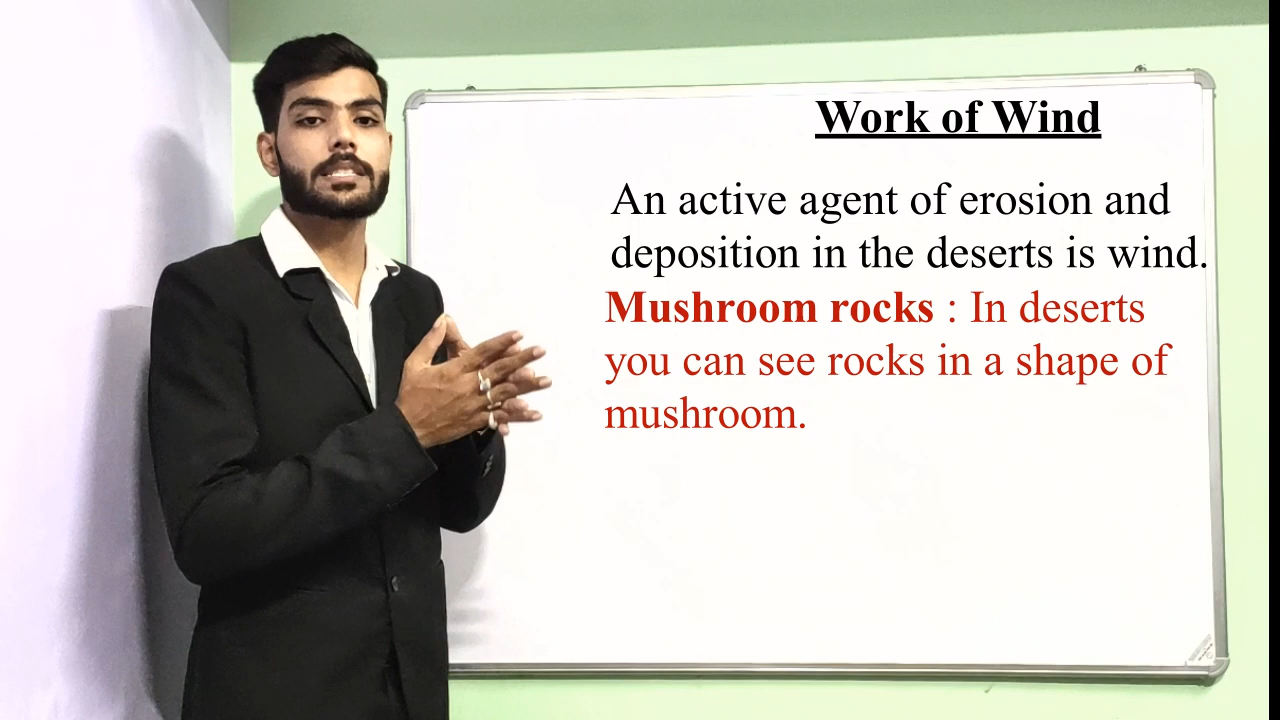 Work of Wind
An active agent of erosion and
deposition in the deserts is wind.
Mushroom rocks : In deserts
you can see rocks in a shape of
mushroom.